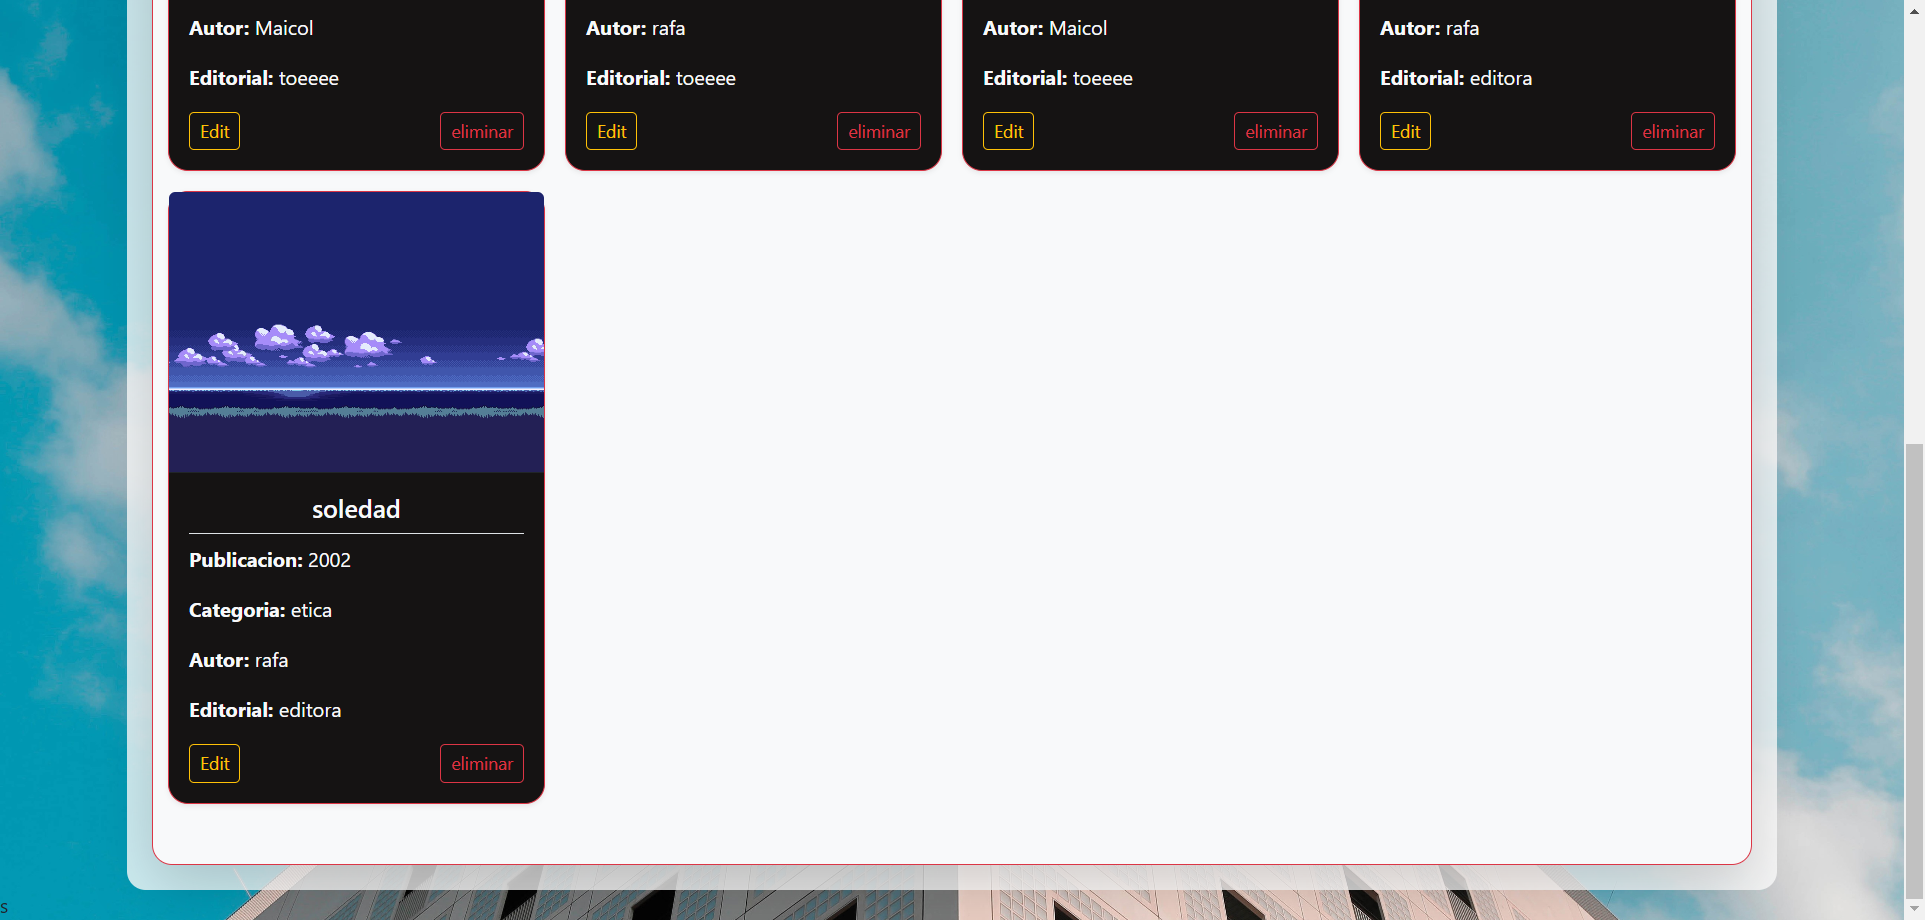 Autor: Maicol
Editorial: toeeee
Edit eliminar
Autor: rafa
Editorial: toeeee
Edit eliminar
Autor: Maicol
Editorial: toeeee
Edit eliminar
Autor: rafa
Editorial: editora
Edit eliminar
soledad
Publicacion: 2002
Categoria: etica
Autor: rafa
Editorial: editora
Edit eliminar
s